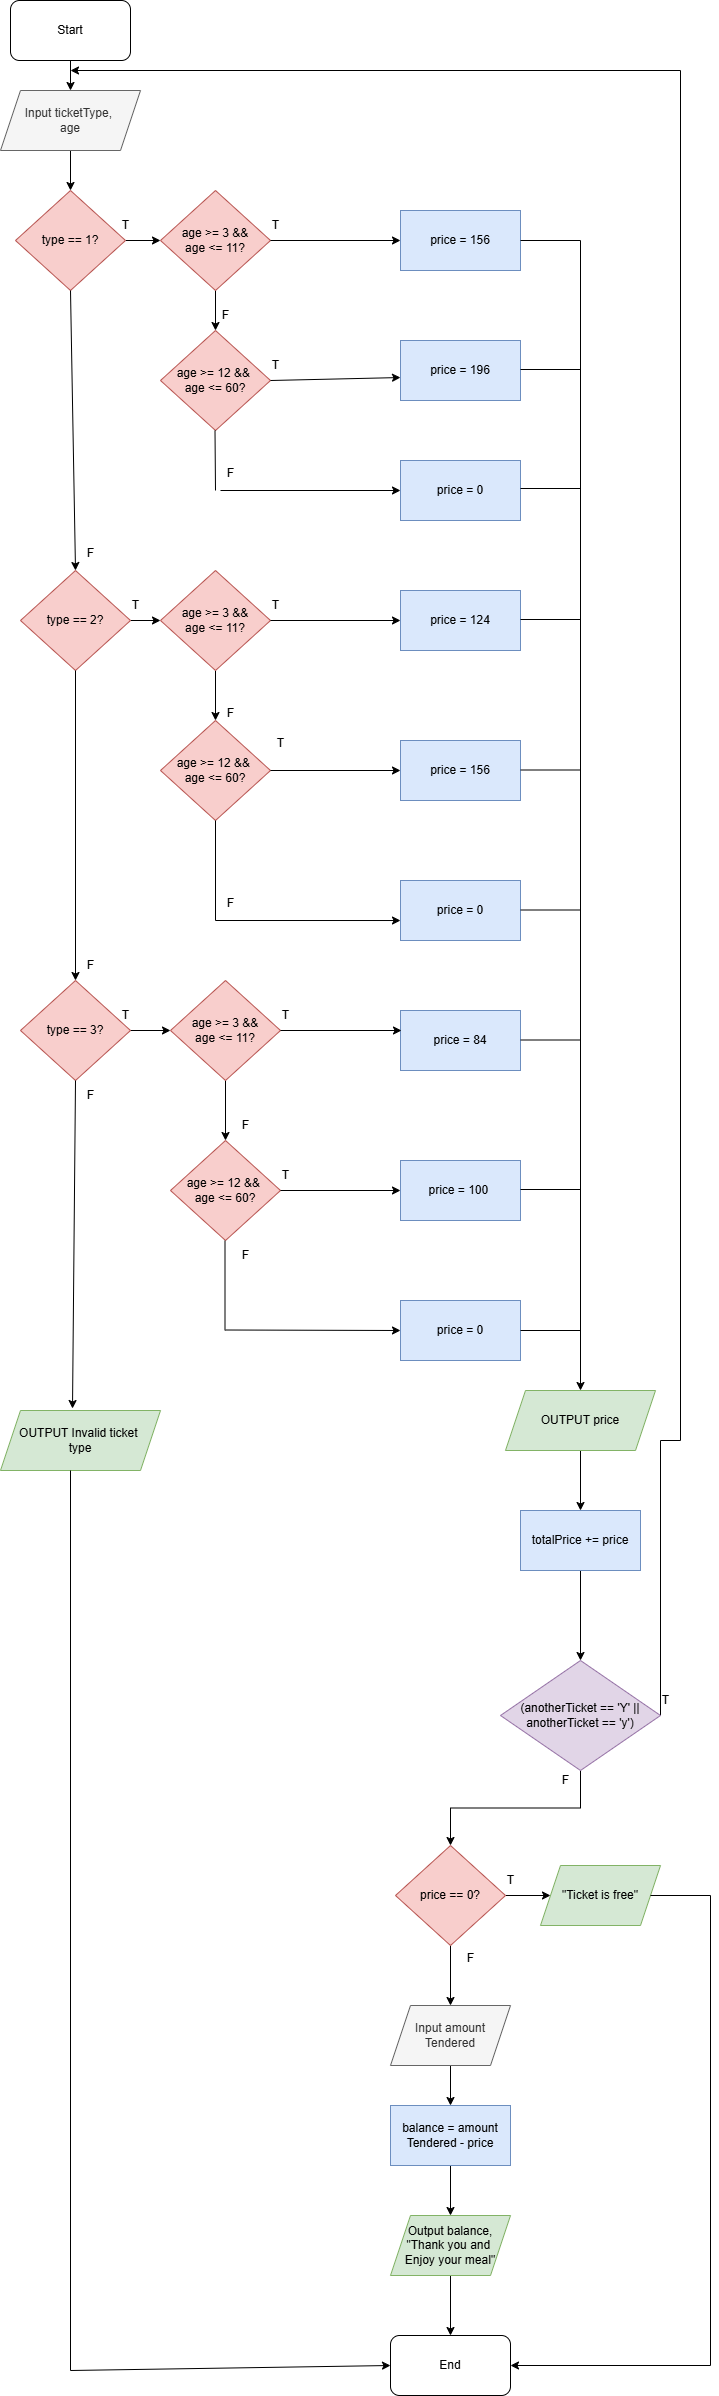 Start
Input ticketType,
age
type == 1?
T
age >= 3 &&
age <= 11?
T
price = 156
F
age >= 12 &&
age <= 60?
T
price = 196
F
price = 0
F
type == 2?
T
age >= 3 &&
age <= 11?
T
price = 124
F
age >= 12 &&
age <= 60?
T
price = 156
F
price = 0
F
type == 3?
T
age >= 3 &&
age <= 11?
T
price = 84
F
F
age >= 12 &&
age <= 60?
T
price = 100
F
price = 0
OUTPUT Invalid ticket
type
OUTPUT price
totalPrice += price
(anotherTicket == 'Y' ||
anotherTicket == 'y')
T
F
price == 0?
T
"Ticket is free"
F
Input amount
Tendered
balance = amount
Tendered - price
Output balance,
"Thank you and
Enjoy your meal"
End